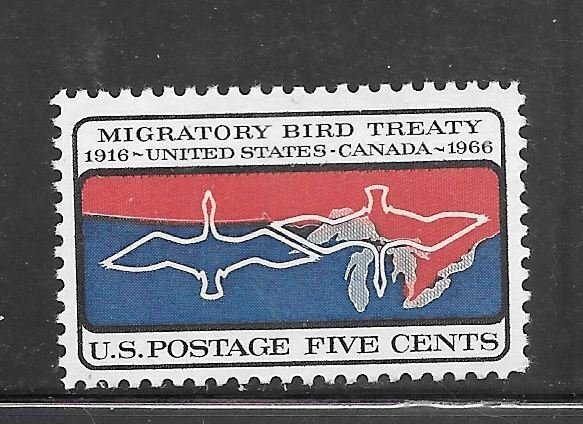 MIGRATORY BIRD TREATY
1916~UNITED STATES-CANADA~1966
U.S. POSTAGE FIVE CENTS